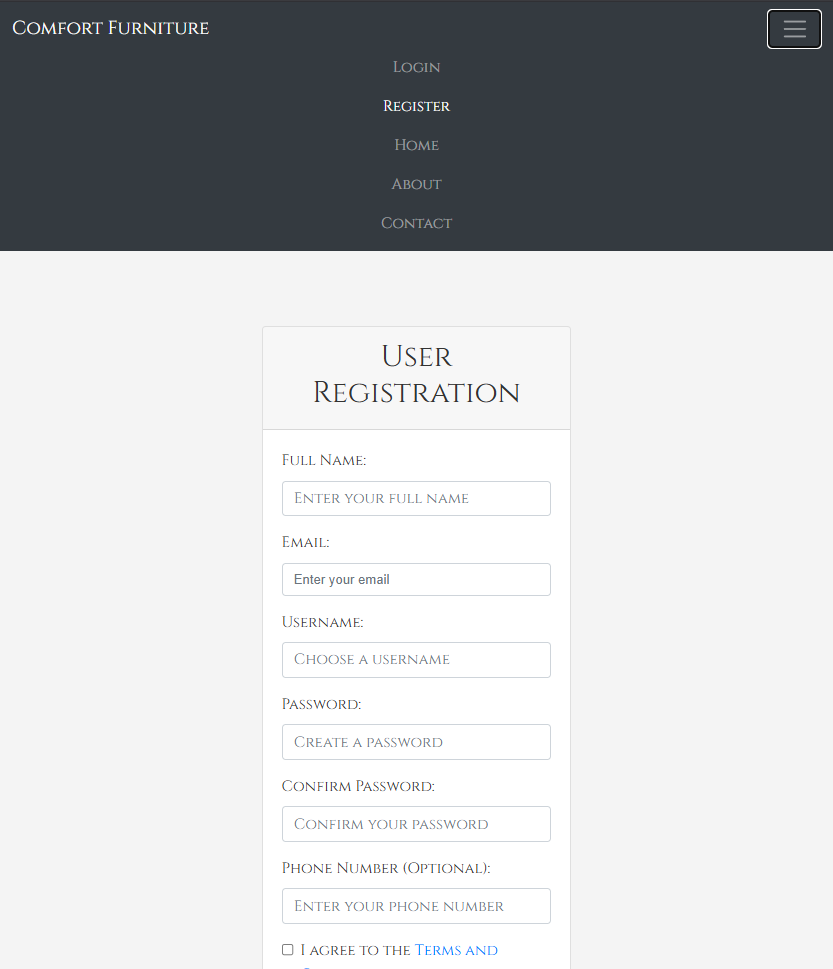 Comfort Furniture
Login
Register
Home
About
Contact
User
Registration
Full Name:
Enter your full name
Email:
Enter your email
Username:
Choose a username
Password:
Create a password
Confirm Password:
Confirm your password
Phone Number (Optional):
Enter your phone number
I agree to the Terms and